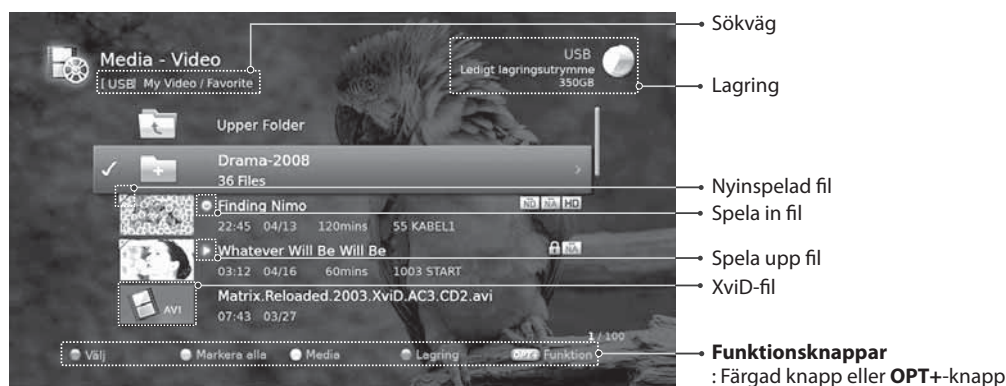 Sökväg
Media - Video
[USB] My Video / Favorite
USB
Ledigt lagringsutrymme
350GB
Lagring
Upper Folder
Drama-2008
36 Files
Nyinspelad fil
Finding Nimo
HD
Spela in fil
22:45 04/13 120mins 55 KABEL1
Whatever Will Be Will Be
Spela upp fil
03:12 04/16 60mins 1003 START
XviD-fil
AVI
Matrix.Reloaded.2003.XviD.AC3.CD2.avi
07:43 03/27
1 / 100
Välj Markera alla Media Lagring OPT+ Funktion
Funktionsknappar
: Färgad knapp eller OPT+-knapp